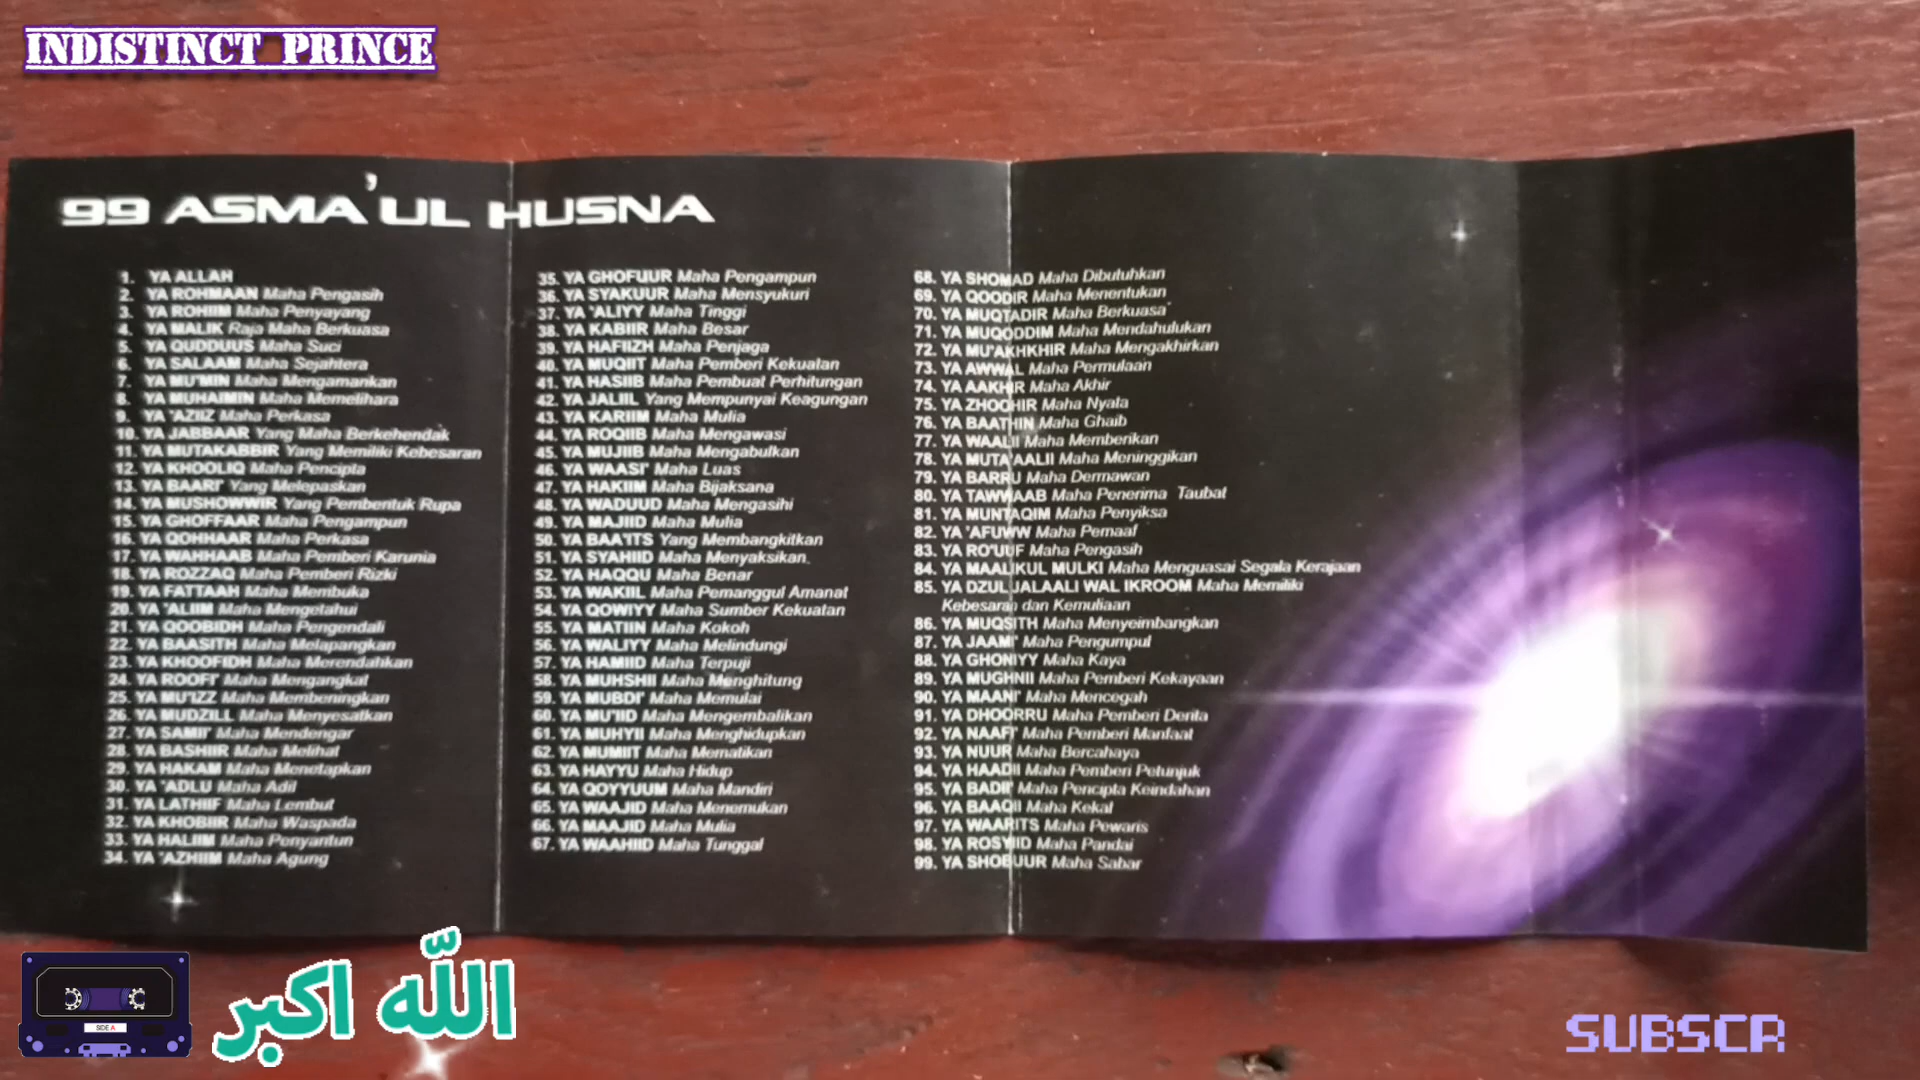 INDISTINCT PRINCE
99 ASMA'UL HUSNA
1. YA ALLAH
2. YA ROHMAAN Maha Pengasih
3. YA ROHIIM Maha Penyayang
4. YA MALIK Raja Maha Berkuasa
5. YA QUDDUUS Maha Suci
6. YA SALAAM Maha Sejahtera
7. YA MU'MIN Maha Mengamankan
8. YA MUHAIMIN Maha Memelihara
9. YA 'AZIIZ Maha Perkasa
10. YA JABBAAR Yang Maha Berkehendak
11. YA MUTAKABBIR Yang Memiliki Kebesaran
12. YA KHOOLIQ Maha Pencipta
13. YA BAARI' Yang Melepaskan
14. YA MUSHOWWIR Yang Pembentuk Rupa
15. YA GHOFFAAR Maha Pengampun
16. YA QOHHAAR Maha Perkasa
17. YA WAHHAAB Maha Pemberi Karunia
18. YA ROZZAQ Maha Pemberi Rizki
19. YA FATTAAH Maha Membuka
20. YA 'ALIIM Maha Mengetahui
21. YA QOOBIDH Maha Pengendali
22. YA BAASITH Maha Melapangkan
23. YA KHOOFIDH Maha Merendahkan
24. YA ROOFI' Maha Mengangkat
25. YA MU'IZZ Maha Memberningkan
26. YA MUDZILL Maha Menyesatkan
27. YA SAMII' Maha Mendengar
28. YA BASHIIR Maha Melihat
29. YA HAKAM Maha Menetapkan
30. YA 'ADLU Maha Adil
31. YA LATHIIF Maha Lembut
32. YA KHOBIIR Maha Waspada
33. YA HALIIM Maha Penyantun
34. YA 'AZHIIM Maha Agung
35. YA GHOFUUR Maha Pengampun
36. YA SYAKUUR Maha Mensyukuri
37. YA 'ALIYY Maha Tinggi
38. YA KABIIR Maha Besar
39. YA HAFIIZH Maha Penjaga
40. YA MUQIIT Maha Pemberi Kekuatan
41. YA HASIIB Maha Pembuat Perhitungan
42. YA JALIIL Yang Mempunyai Keagungan
43. YA KARIIM Maha Mulia
44. YA ROQIIB Maha Mengawasi
45. YA MUJIIB Maha Mengabulkan
46. YA WAASI' Maha Luas
47. YA HAKIIM Maha Bijaksana
48. YA WADUUD Maha Mengasihi
49. YA MAJIID Maha Mulia
50. YA BAA'ITS Yang Membangkitkan
51. YA SYAHIID Maha Menyaksikan.
52. YA HAQQU Maha Benar
53. YA WAKIIL Maha Pemanggul Amanat
54. YA QOWIYY Maha Sumber Kekuatan
55. YA MATIIN Maha Kokoh
56. YA WALIYY Maha Melindungi
57. YA HAMIID Maha Terpuji
58. YA MUHSHII Maha Menghitung
59. YA MUBDI' Maha Memulai
60. YA MU'IID Maha Mengembalikan
61. YA MUHYII Maha Menghidupkan
62. YA MUMIIT Maha Mematikan
63. YA HAYYU Maha Hidup
64. YA QOYYUUM Maha Mandiri
65. YA WAAJID Maha Menemukan
66. YA MAAJID Maha Mulia
67. YA WAAHIID Maha Tunggal
68. YA SHOMAD Maha Dibutuhkan
69. YA QOODIR Maha Menentukan
70. YA MUQTADIR Maha Berkuasa
71. YA MUQODDIM Maha Mendahulukan
72. YA MU'AKHKHIR Maha Mengakhirkan
73. YA AWWAL Maha Permulaan
74. YA AAKHIR Maha Akhir
75. YA ZHOOHIR Maha Nyata
76. YA BAATHIN Maha Ghaib
77. YA WAALII Maha Memberikan
78. YA MUTA'AALII Maha Meninggikan
79. YA BARRU Maha Dermawan
80. YA TAWWAAB Maha Penerima Taubat
81. YA MUNTAQIM Maha Penyiksa
82. YA 'AFUWW Maha Pemaaf
83. YA RO'UUF Maha Pengasih
84. YA MAALIKUL MULKI Maha Menguasai Segala Kerajaan
85. YA DZUL JALAALI WAL IKROOM Maha Memiliki
Kebesaran dan Kemuliaan
86. YA MUQSITH Maha Menyeimbangkan
87. YA JAAMI' Maha Pengumpul
88. YA GHONIYY Maha Kaya
89. YA MUGHNII Maha Pemberi Kekayaan
90. YA MAANI' Maha Mencegah
91. YA DHOORRU Maha Pemberi Derita
92. YA NAAFI' Maha Pemberi Manfaat
93. YA NUUR Maha Bercahaya
94. YA HAADII Maha Pemberi Petunjuk
95. YA BADII' Maha Pencipta Keindahan
96. YA BAAQII Maha Kekal
97. YA WAARITS Maha Pewaris
98. YA ROSYIID Maha Pandai
99. YA SHOBUUR Maha Sabar
SIDE A
اللّه اكبر
SUBSCR